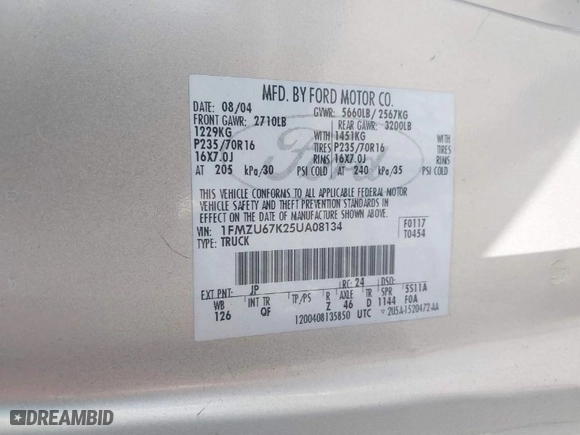 MFD. BY FORD MOTOR CO.
DATE: 08/04 GVWR: 5660LB/ 2567KG
FRONT GAWR: 2710LB REAR GAWR: 3200LB
1229KG WITH 1451KG WITH
P235/70R16 TIRES P235/70R16 TIRES
16X7.0J RIMS 16X7.0J RIMS
AT 205 kPa/30 PSI COLD AT 240 kPa/35 PSI COLD
Ford
THIS VEHICLE CONFORMS TO ALL APPLICABLE FEDERAL MOTOR
VEHICLE SAFETY AND THEFT PREVENTION STANDARDS IN
EFFECT ON THE DATE OF MANUFACTURE SHOWN ABOVE.
VIN: 1FMZU67K25UA08134 F0117
TYPE: TRUCK T0454
EXT PNT: JP RC: 24 DSO:
WB INT TR TP/PS R AXLE TR SPR 5S11A
126 QF Z 46 D 1144 F0A
1200408135850 UTC 2U5A-1520472-AA
DREAMBID